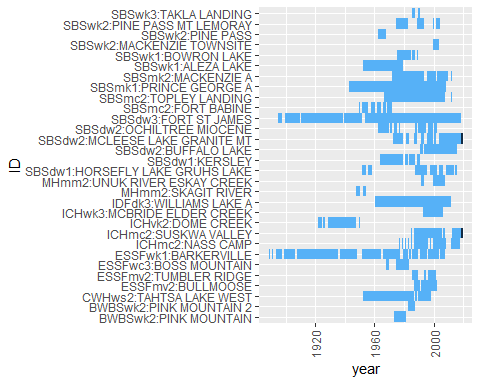 SBSwk3:TAKLA LANDING
SBSwk2:PINE PASS MT LEMORAY
SBSwk2:PINE PASS
SBSwk2:MACKENZIE TOWNSITE
SBSwk1:BOWRON LAKE
SBSwk1:ALEZA LAKE
SBSmk2:MACKENZIE A
SBSmk1:PRINCE GEORGE A
SBSmc2:TOPLEY LANDING
SBSmc2:FORT BABINE
SBSdw3:FORT ST JAMES
SBSdw2:OCHILTREE MIOCENE
SBSdw2:MCLEESE LAKE GRANITE MT
SBSdw2:BUFFALO LAKE
SBSdw1:KERSLEY
SBSdw1:HORSEFLY LAKE GRUHS LAKE
MHmm2:UNUK RIVER ESKAY CREEK
MHmm2:SKAGIT RIVER
IDFdk3:WILLIAMS LAKE A
ICHwk3:MCBRIDE ELDER CREEK
ICHvk2:DOME CREEK
ICHmc2:SUSKWA VALLEY
ICHmc2:NASS CAMP
ESSFwk1:BARKERVILLE
ESSFwc3:BOSS MOUNTAIN
ESSFmv2:TUMBLER RIDGE
ESSFmv2:BULLMOOSE
CWHws2:TAHTSA LAKE WEST
BWBSwk2:PINK MOUNTAIN 2
BWBSwk2:PINK MOUNTAIN
ID
1920
1960
2000
year